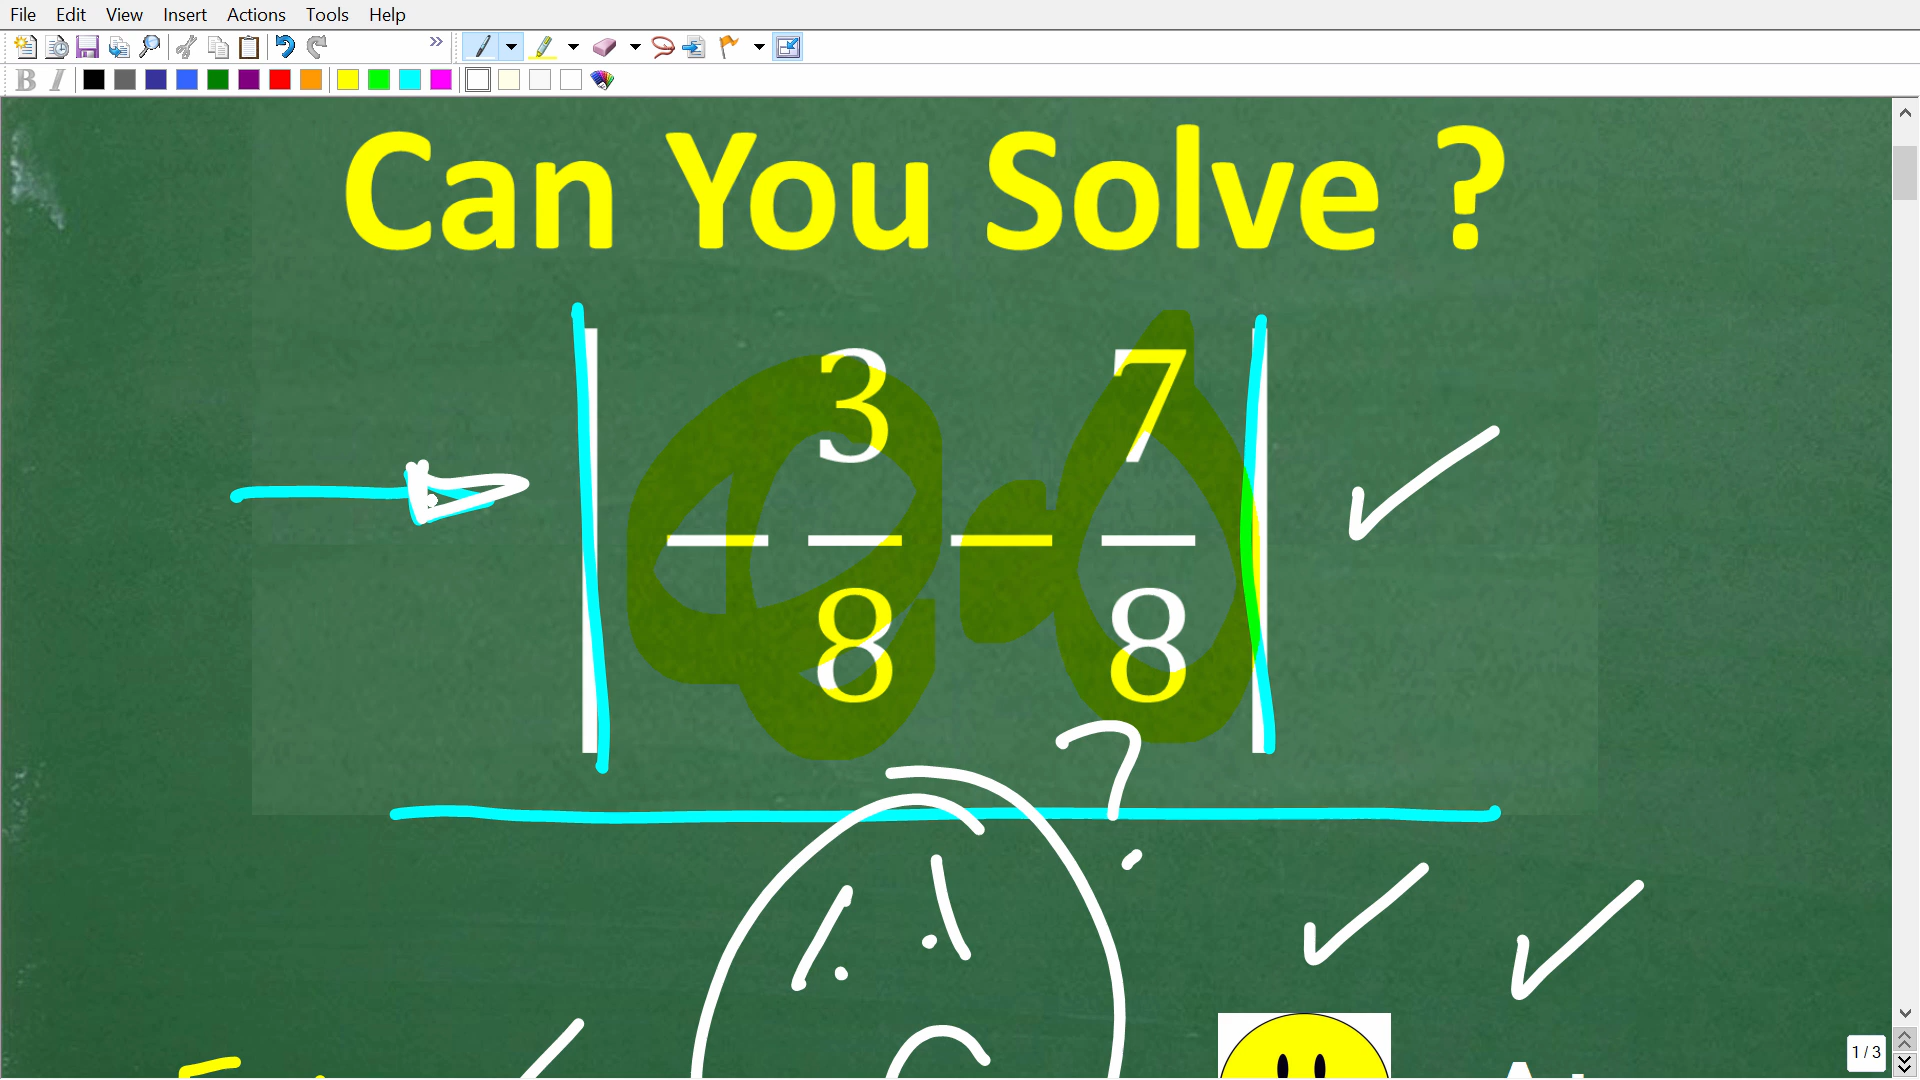 File Edit View Insert Actions Tools Help
B I
Can You Solve ?
| − 3/8 − 7/8 |
?
1 / 3